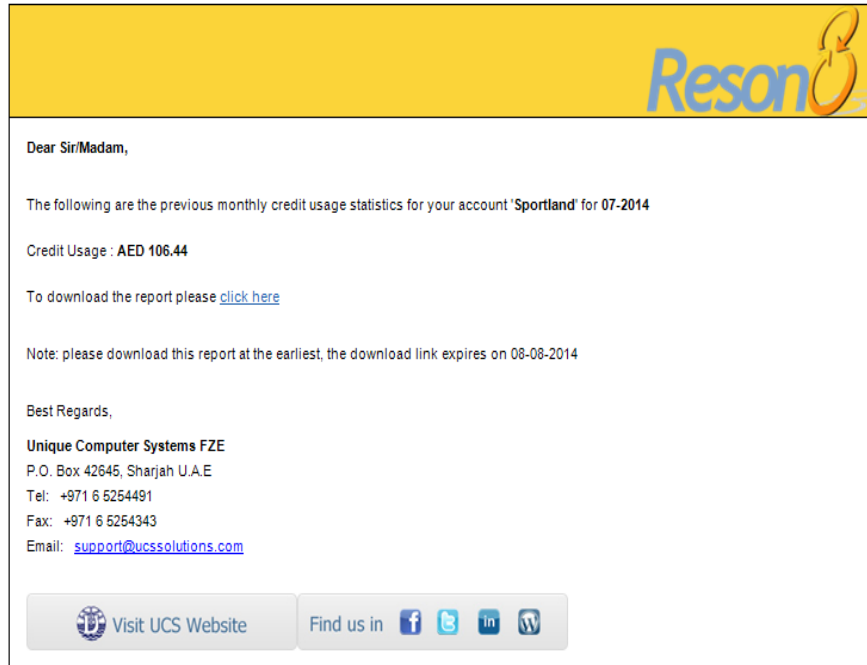 Reson8
Dear Sir/Madam,
The following are the previous monthly credit usage statistics for your account 'Sportland' for 07-2014
Credit Usage : AED 106.44
To download the report please click here
Note: please download this report at the earliest, the download link expires on 08-08-2014
Best Regards,
Unique Computer Systems FZE
P.O. Box 42645, Sharjah U.A.E
Tel: +971 6 5254491
Fax: +971 6 5254343
Email: support@ucssolutions.com
Visit UCS Website Find us in f t in W